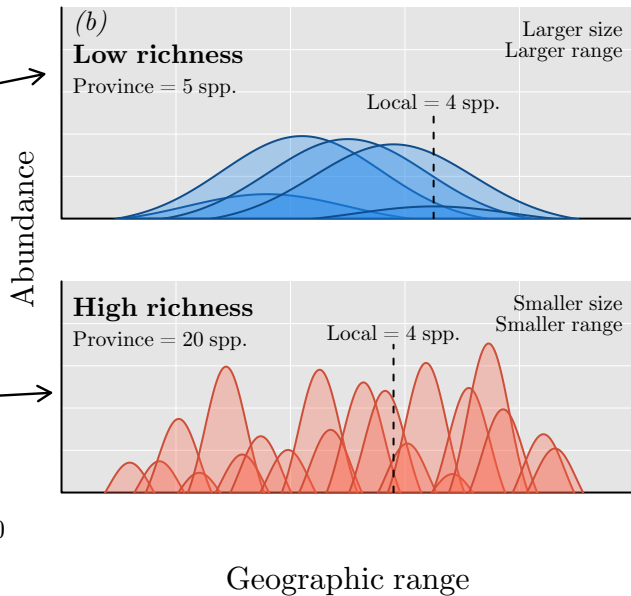 (b)
Low richness
Province = 5 spp.
Larger size
Larger range
Local = 4 spp.
Abundance
High richness
Province = 20 spp.
Smaller size
Smaller range
Local = 4 spp.
Geographic range